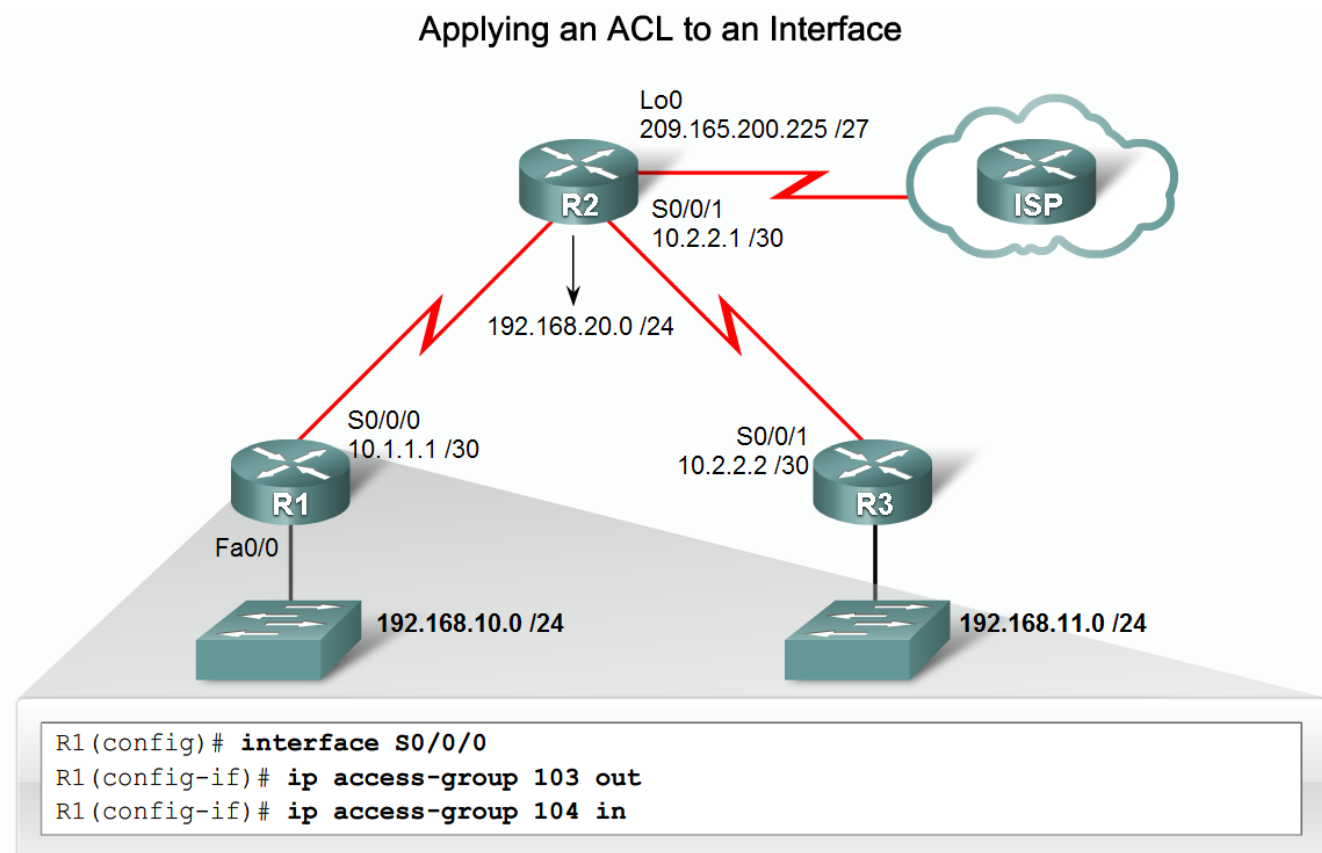 Applying an ACL to an Interface
Lo0
209.165.200.225 /27
R2
ISP
S0/0/1
10.2.2.1 /30
192.168.20.0 /24
S0/0/0
10.1.1.1 /30
S0/0/1
10.2.2.2 /30
R1
R3
Fa0/0
192.168.10.0 /24
192.168.11.0 /24
R1(config)# interface S0/0/0
R1(config-if)# ip access-group 103 out
R1(config-if)# ip access-group 104 in